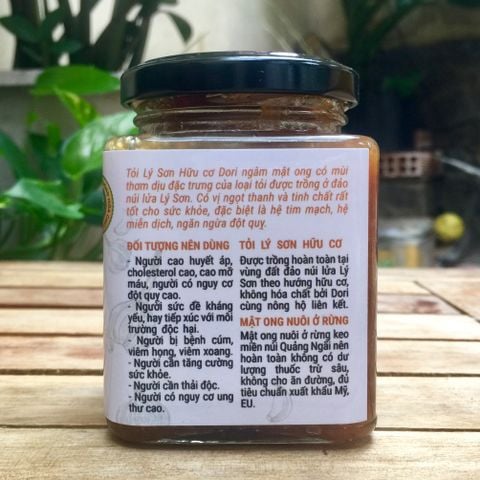 Tỏi Lý Sơn Hữu cơ Dori ngâm mật ong có mùi
thơm dịu đặc trưng của loại tỏi được trồng ở đảo
núi lửa Lý Sơn. Có vị ngọt thanh và tinh chất rất
tốt cho sức khỏe, đặc biệt là hệ tim mạch, hệ
miễn dịch, ngăn ngừa đột quỵ.
ĐỐI TƯỢNG NÊN DÙNG
- Người cao huyết áp,
cholesterol cao, cao mỡ
máu, người có nguy cơ
đột quỵ cao.
- Người sức đề kháng
yếu, hay tiếp xúc với môi
trường độc hại.
- Người bị bệnh cúm,
viêm họng, viêm xoang.
- Người cần tăng cường
sức khỏe.
- Người cần thải độc.
- Người có nguy cơ ung
thư cao.
TỎI LÝ SƠN HỮU CƠ
Được trồng hoàn toàn tại
vùng đất đảo núi lửa Lý
Sơn theo hướng hữu cơ,
không hóa chất bởi Dori
cùng nông hộ liên kết.
MẬT ONG NUÔI Ở RỪNG
Mật ong nuôi ở rừng keo
miền núi Quảng Ngãi nên
hoàn toàn không có dư
lượng thuốc trừ sâu,
không cho ăn đường, đủ
tiêu chuẩn xuất khẩu Mỹ,
EU.